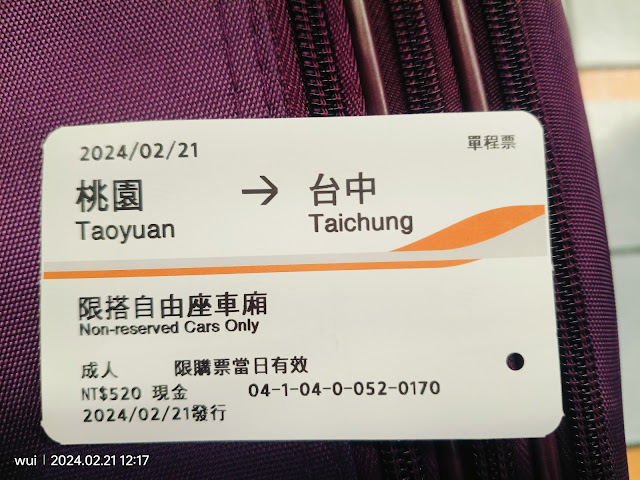 2024/02/21 單程票
桃園 → 台中
Taoyuan Taichung
限搭自由座車廂
Non-reserved Cars Only
成人 限購票當日有效
NT$520 現金 04-1-04-0-052-0170
2024/02/21發行
wui | 2024.02.21 12:17